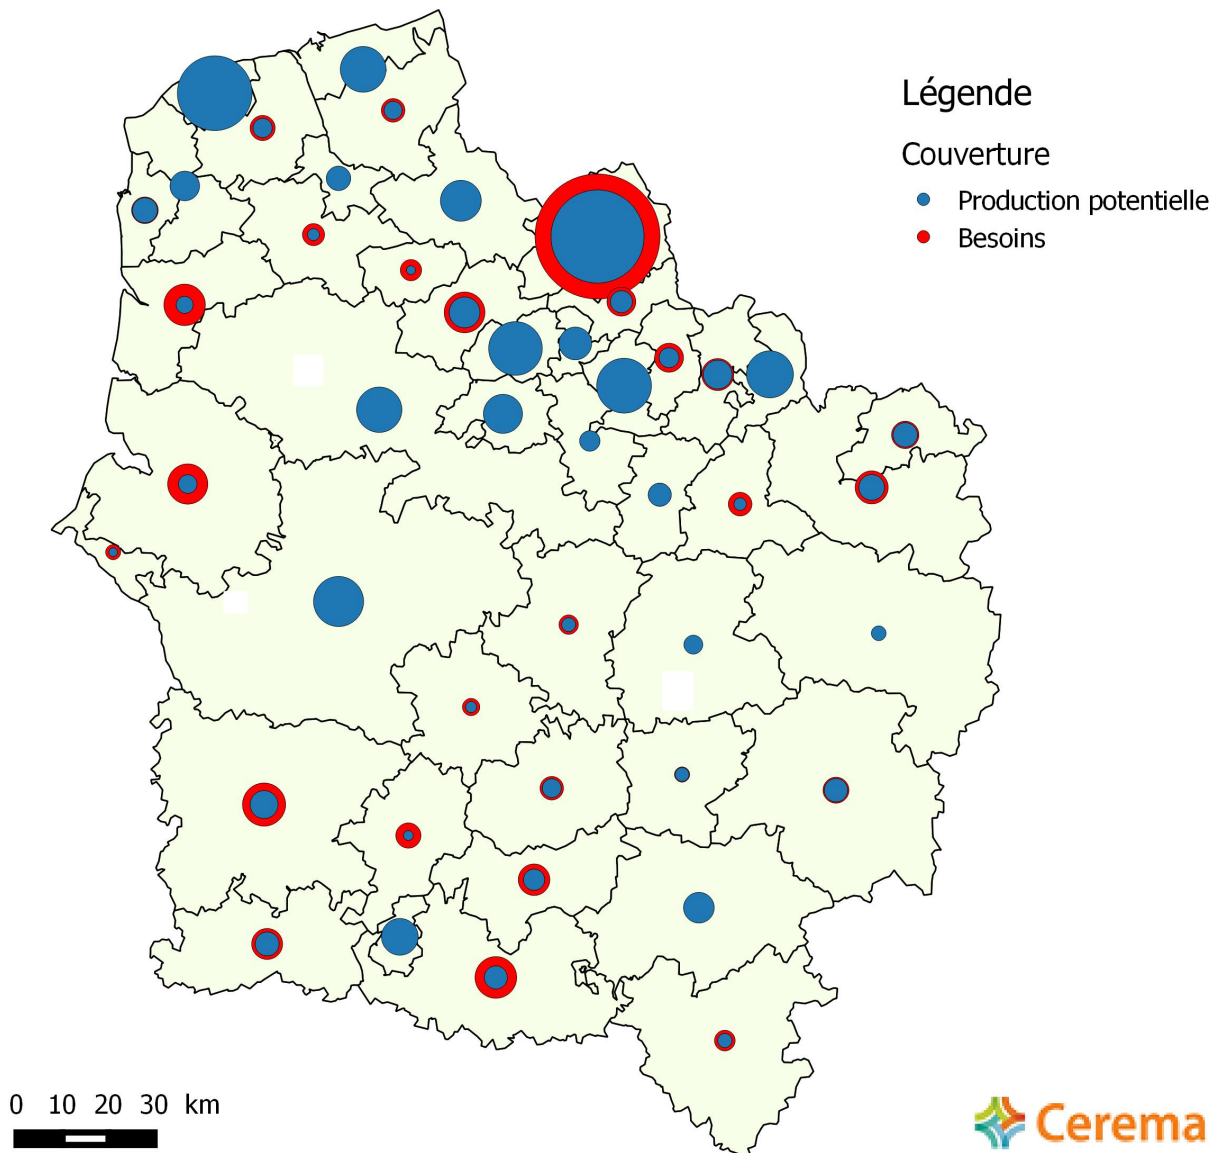 Légende
Couverture
Production potentielle
Besoins
0 10 20 30 km
Cerema